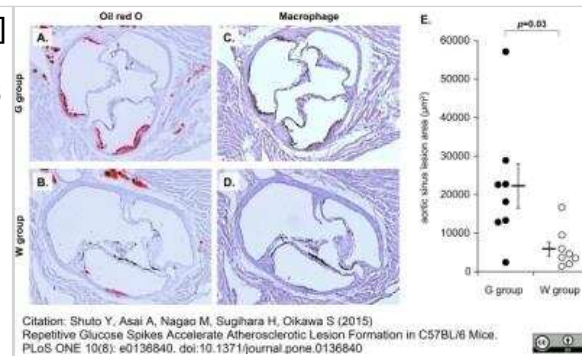 ]
Oil red O
Macrophage
E.
A.
C.
G group
p=0.03
60000
50000
40000
30000
20000
10000
0
aortic sinus lesion area (μm²)
B.
D.
W group
G group
W group
Citation: Shuto Y, Asai A, Nagao M, Sugihara H, Oikawa S (2015)
Repetitive Glucose Spikes Accelerate Atherosclerotic Lesion Formation in C57BL/6 Mice.
PLoS ONE 10(8): e0136840. doi:10.1371/journal.pone.0136840
cc